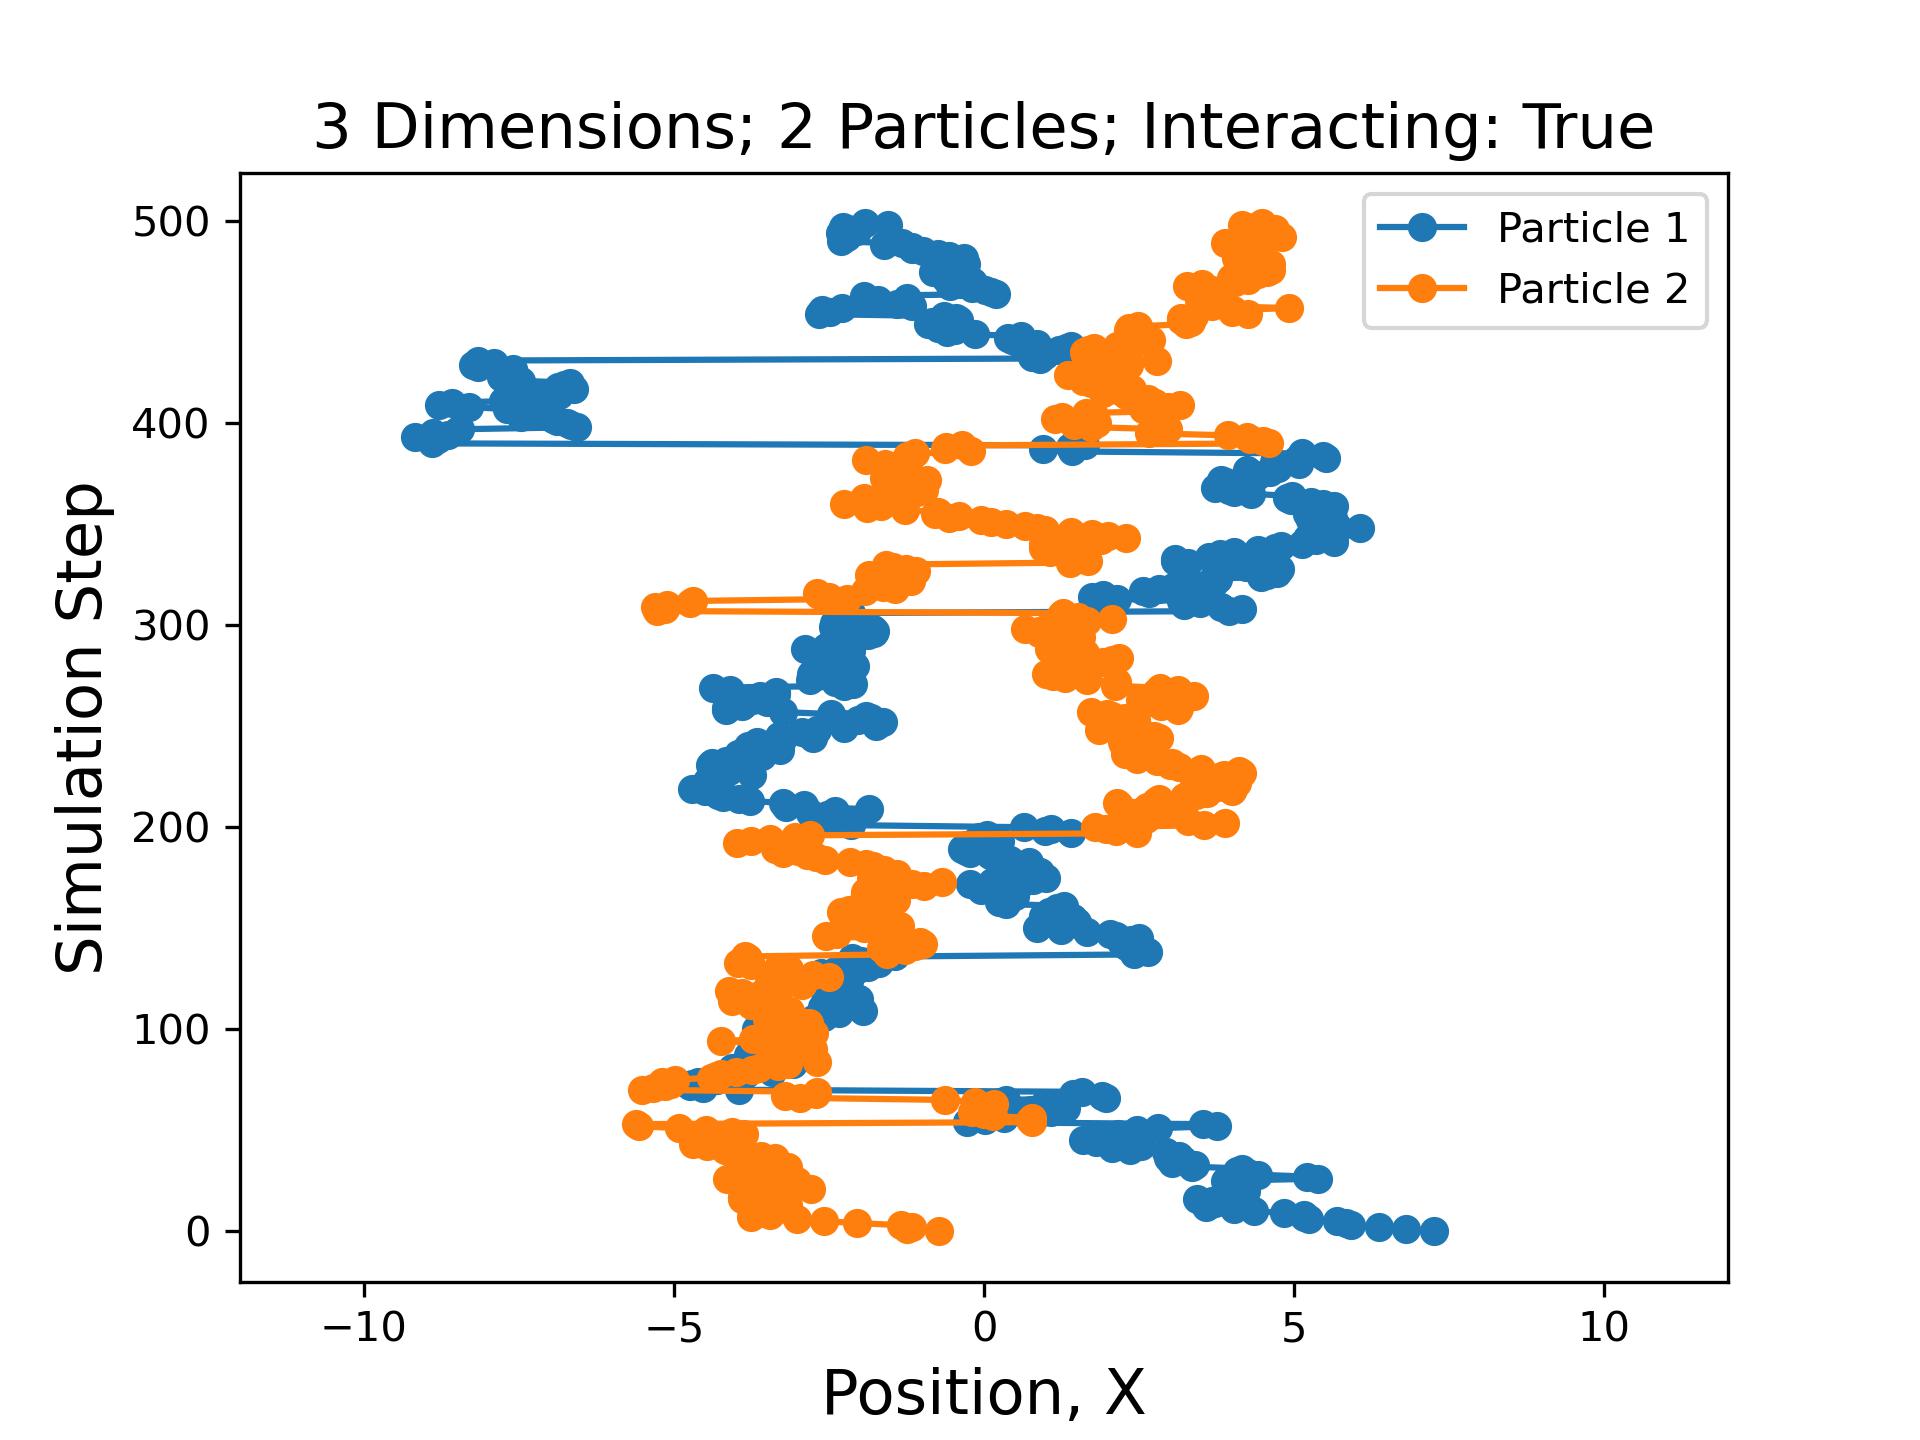 3 Dimensions; 2 Particles; Interacting: True
Particle 1
Particle 2
500
400
300
200
100
0
Simulation Step
−10
−5
0
5
10
Position, X